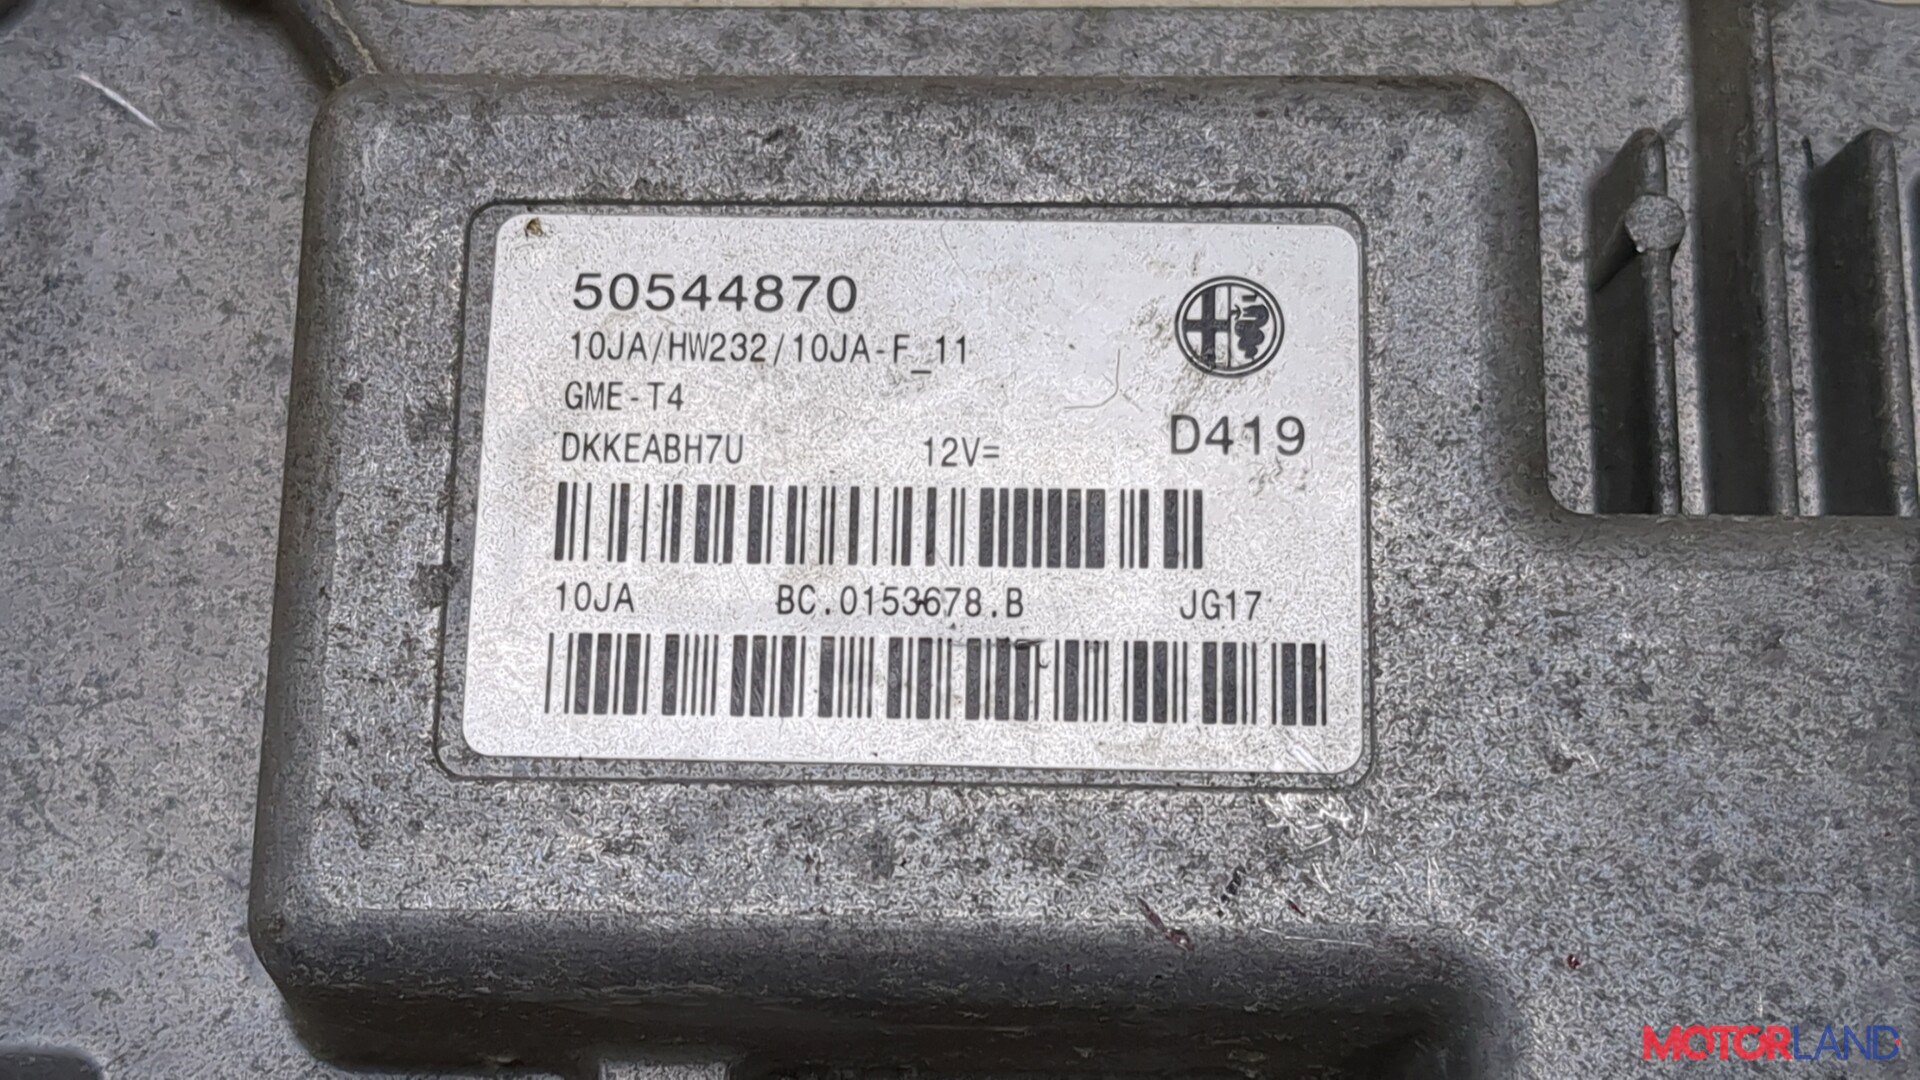 50544870
10JA/HW232/10JA-F_11
GME-T4
DKKEABH7U 12V= D419
10JA BC.0153678.B JG17
MOTORLAND